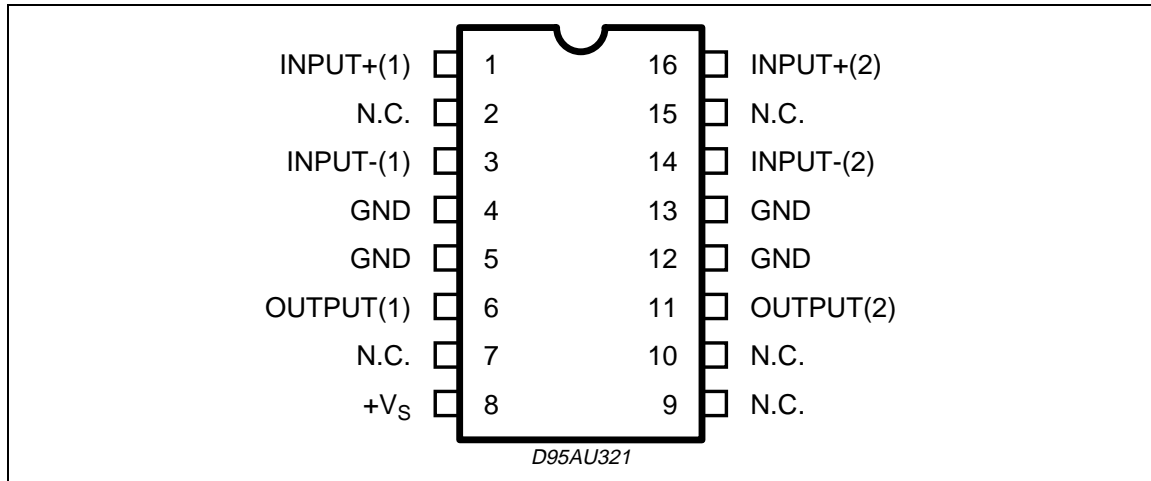 INPUT+(1) 1 16 INPUT+(2)
N.C. 2 15 N.C.
INPUT-(1) 3 14 INPUT-(2)
GND 4 13 GND
GND 5 12 GND
OUTPUT(1) 6 11 OUTPUT(2)
N.C. 7 10 N.C.
+VS 8 9 N.C.
D95AU321